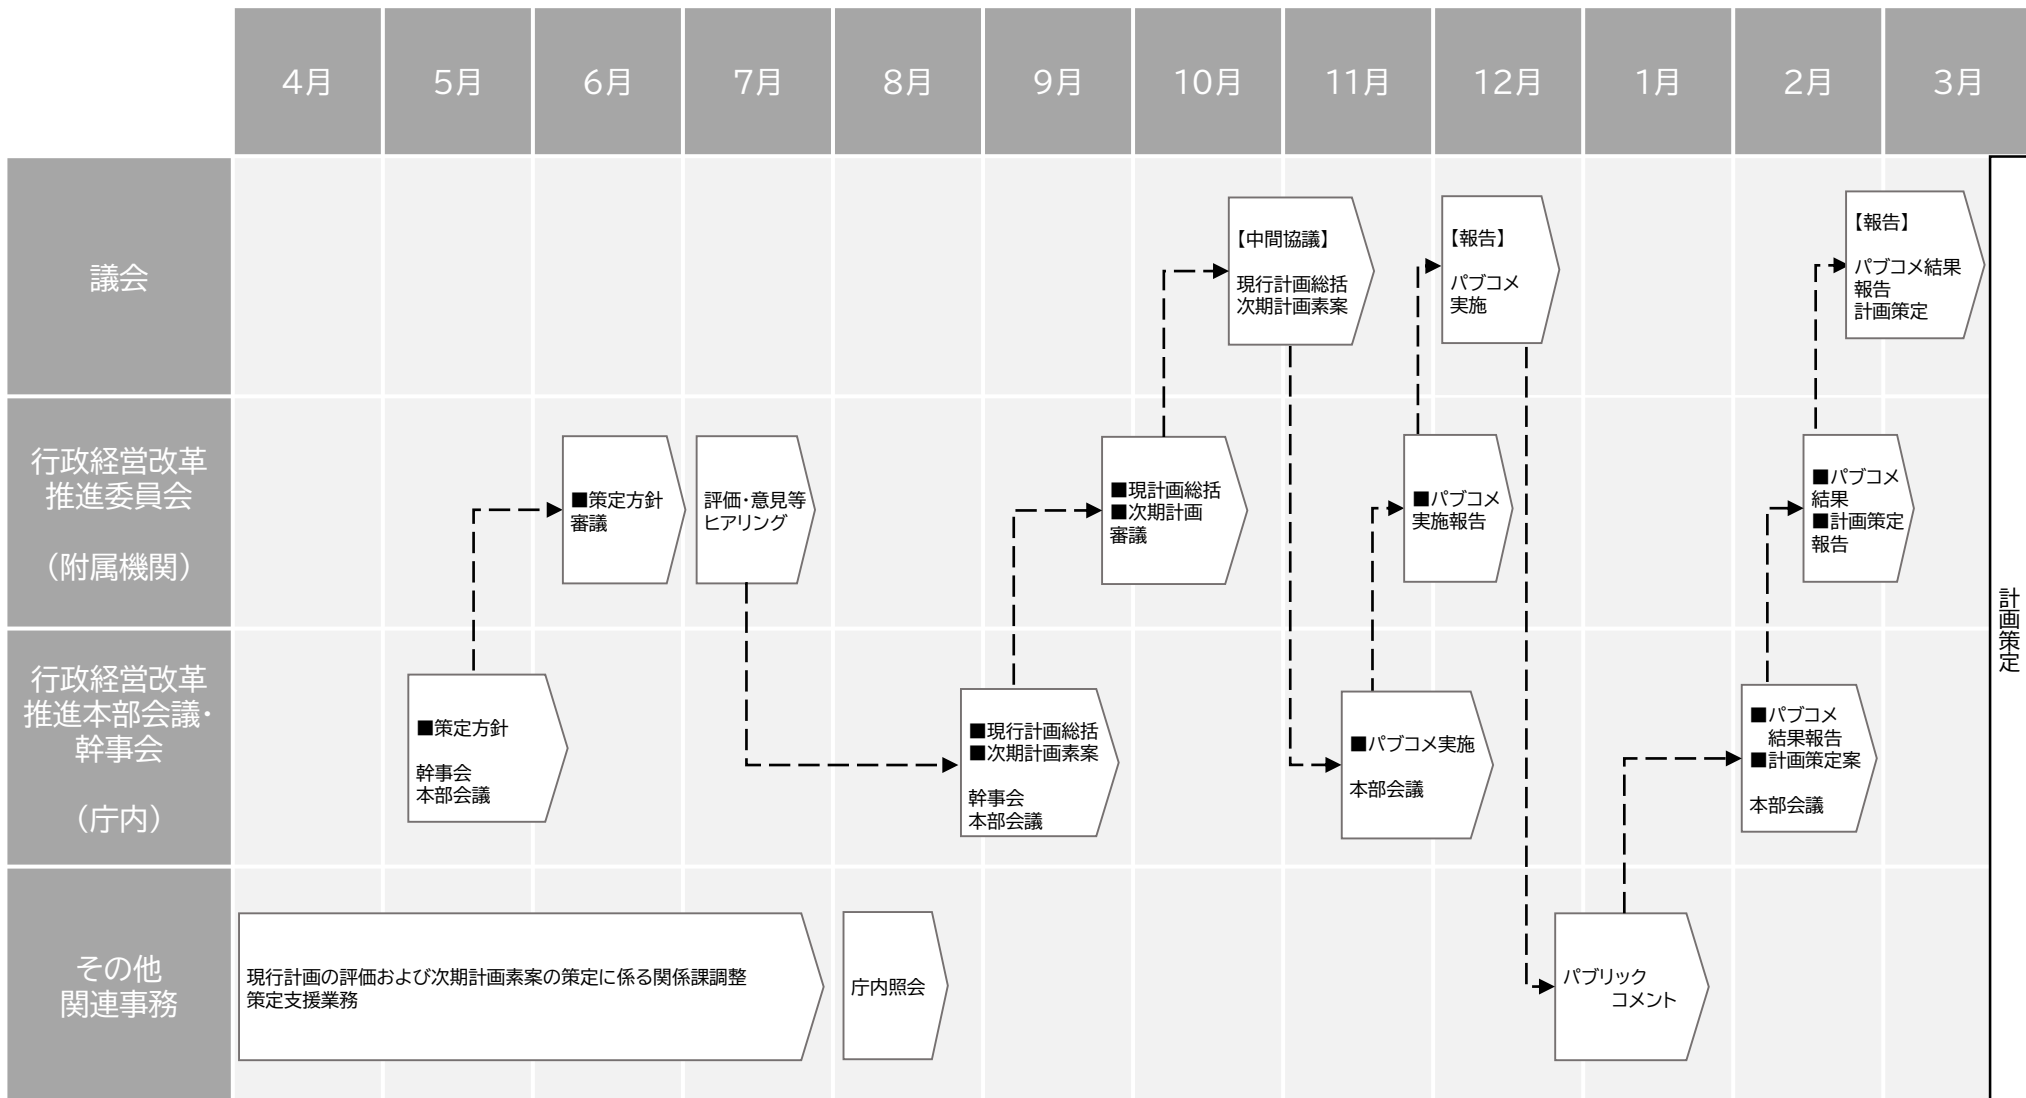 4月
5月
6月
7月
8月
9月
10月
11月
12月
1月
2月
3月
議会
【中間協議】
現行計画総括
次期計画素案
【報告】
パブコメ
実施
【報告】
パブコメ結果
報告
計画策定
行政経営改革
推進委員会
（附属機関）
■策定方針
審議
評価・意見等
ヒアリング
■現計画総括
■次期計画
審議
■パブコメ
実施報告
■パブコメ
結果
■計画策定
報告
行政経営改革
推進本部会議・
幹事会
（庁内）
■策定方針
幹事会
本部会議
■現行計画総括
■次期計画素案
幹事会
本部会議
■パブコメ実施
本部会議
■パブコメ
結果報告
■計画策定案
本部会議
その他
関連事務
現行計画の評価および次期計画素案の策定に係る関係課調整
策定支援業務
庁内照会
パブリック
コメント
計画策定